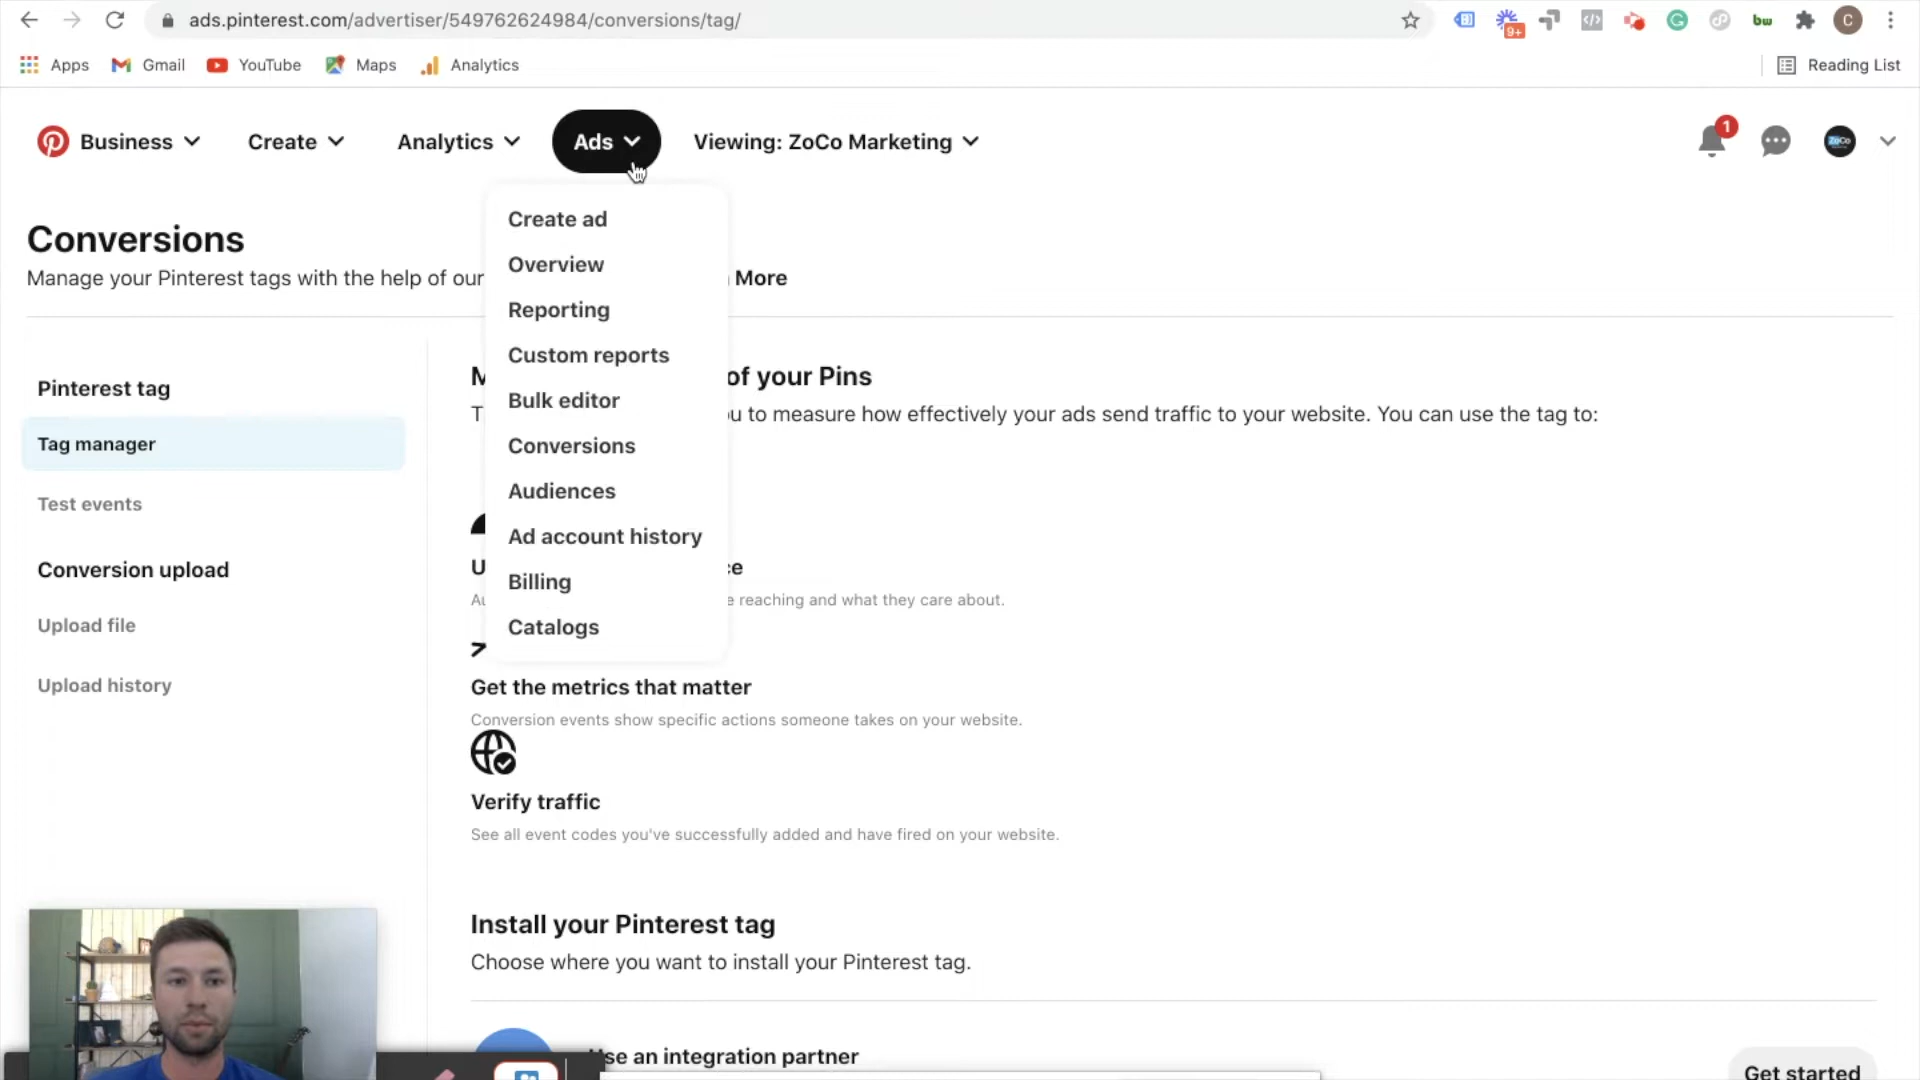 ads.pinterest.com/advertiser/549762624984/conversions/tag/
9+
bw
C
Apps
Gmail
YouTube
Maps
Analytics
Reading List
Business
Create
Analytics
Ads
Viewing: ZoCo Marketing
1
ZoCo
Create ad
Overview
Reporting
Custom reports
Bulk editor
Conversions
Audiences
Ad account history
Billing
Catalogs
Conversions
Manage your Pinterest tags with the help of our More
Pinterest tag
Tag manager
Test events
Conversion upload
Upload file
Upload history
of your Pins
to measure how effectively your ads send traffic to your website. You can use the tag to:
reaching and what they care about.
Get the metrics that matter
Conversion events show specific actions someone takes on your website.
Verify traffic
See all event codes you've successfully added and have fired on your website.
Install your Pinterest tag
Choose where you want to install your Pinterest tag.
Use an integration partner
Get started